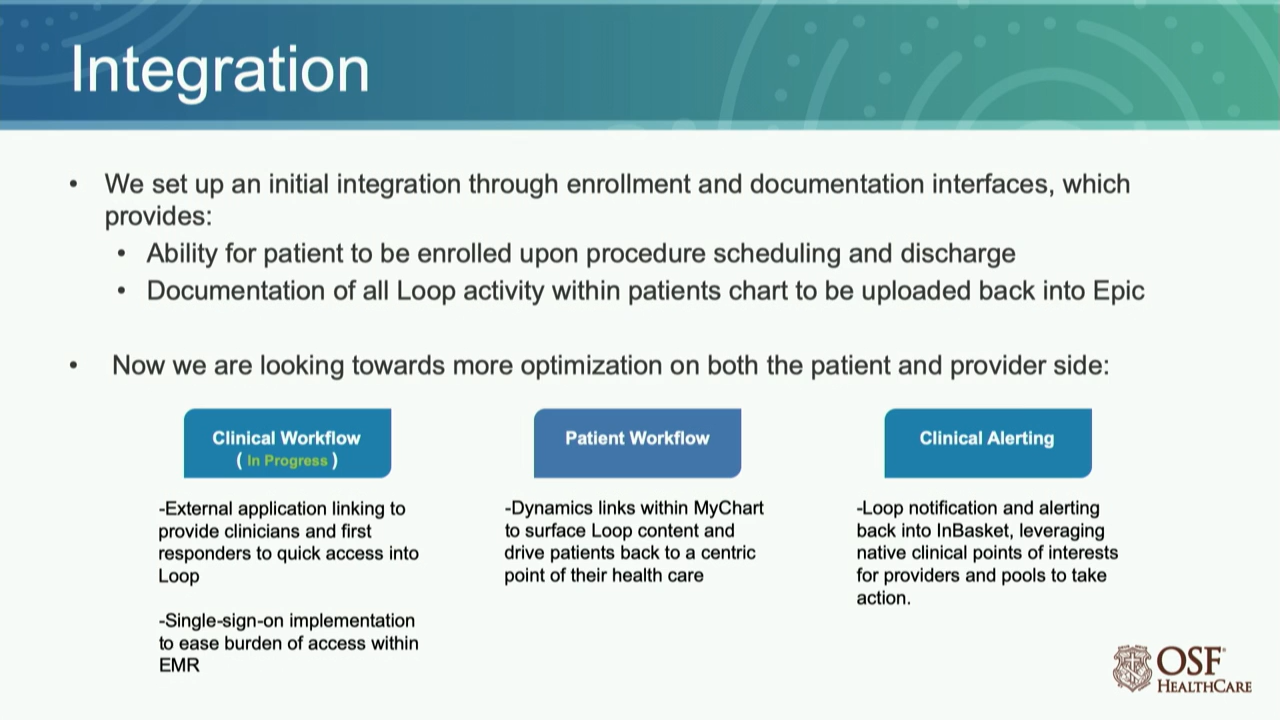 Integration
• We set up an initial integration through enrollment and documentation interfaces, which
provides:
• Ability for patient to be enrolled upon procedure scheduling and discharge
• Documentation of all Loop activity within patients chart to be uploaded back into Epic
• Now we are looking towards more optimization on both the patient and provider side:
Clinical Workflow
( In Progress )
-External application linking to
provide clinicians and first
responders to quick access into
Loop
-Single-sign-on implementation
to ease burden of access within
EMR
Patient Workflow
-Dynamics links within MyChart
to surface Loop content and
drive patients back to a centric
point of their health care
Clinical Alerting
-Loop notification and alerting
back into InBasket, leveraging
native clinical points of interests
for providers and pools to take
action.
OSF
HEALTHCARE